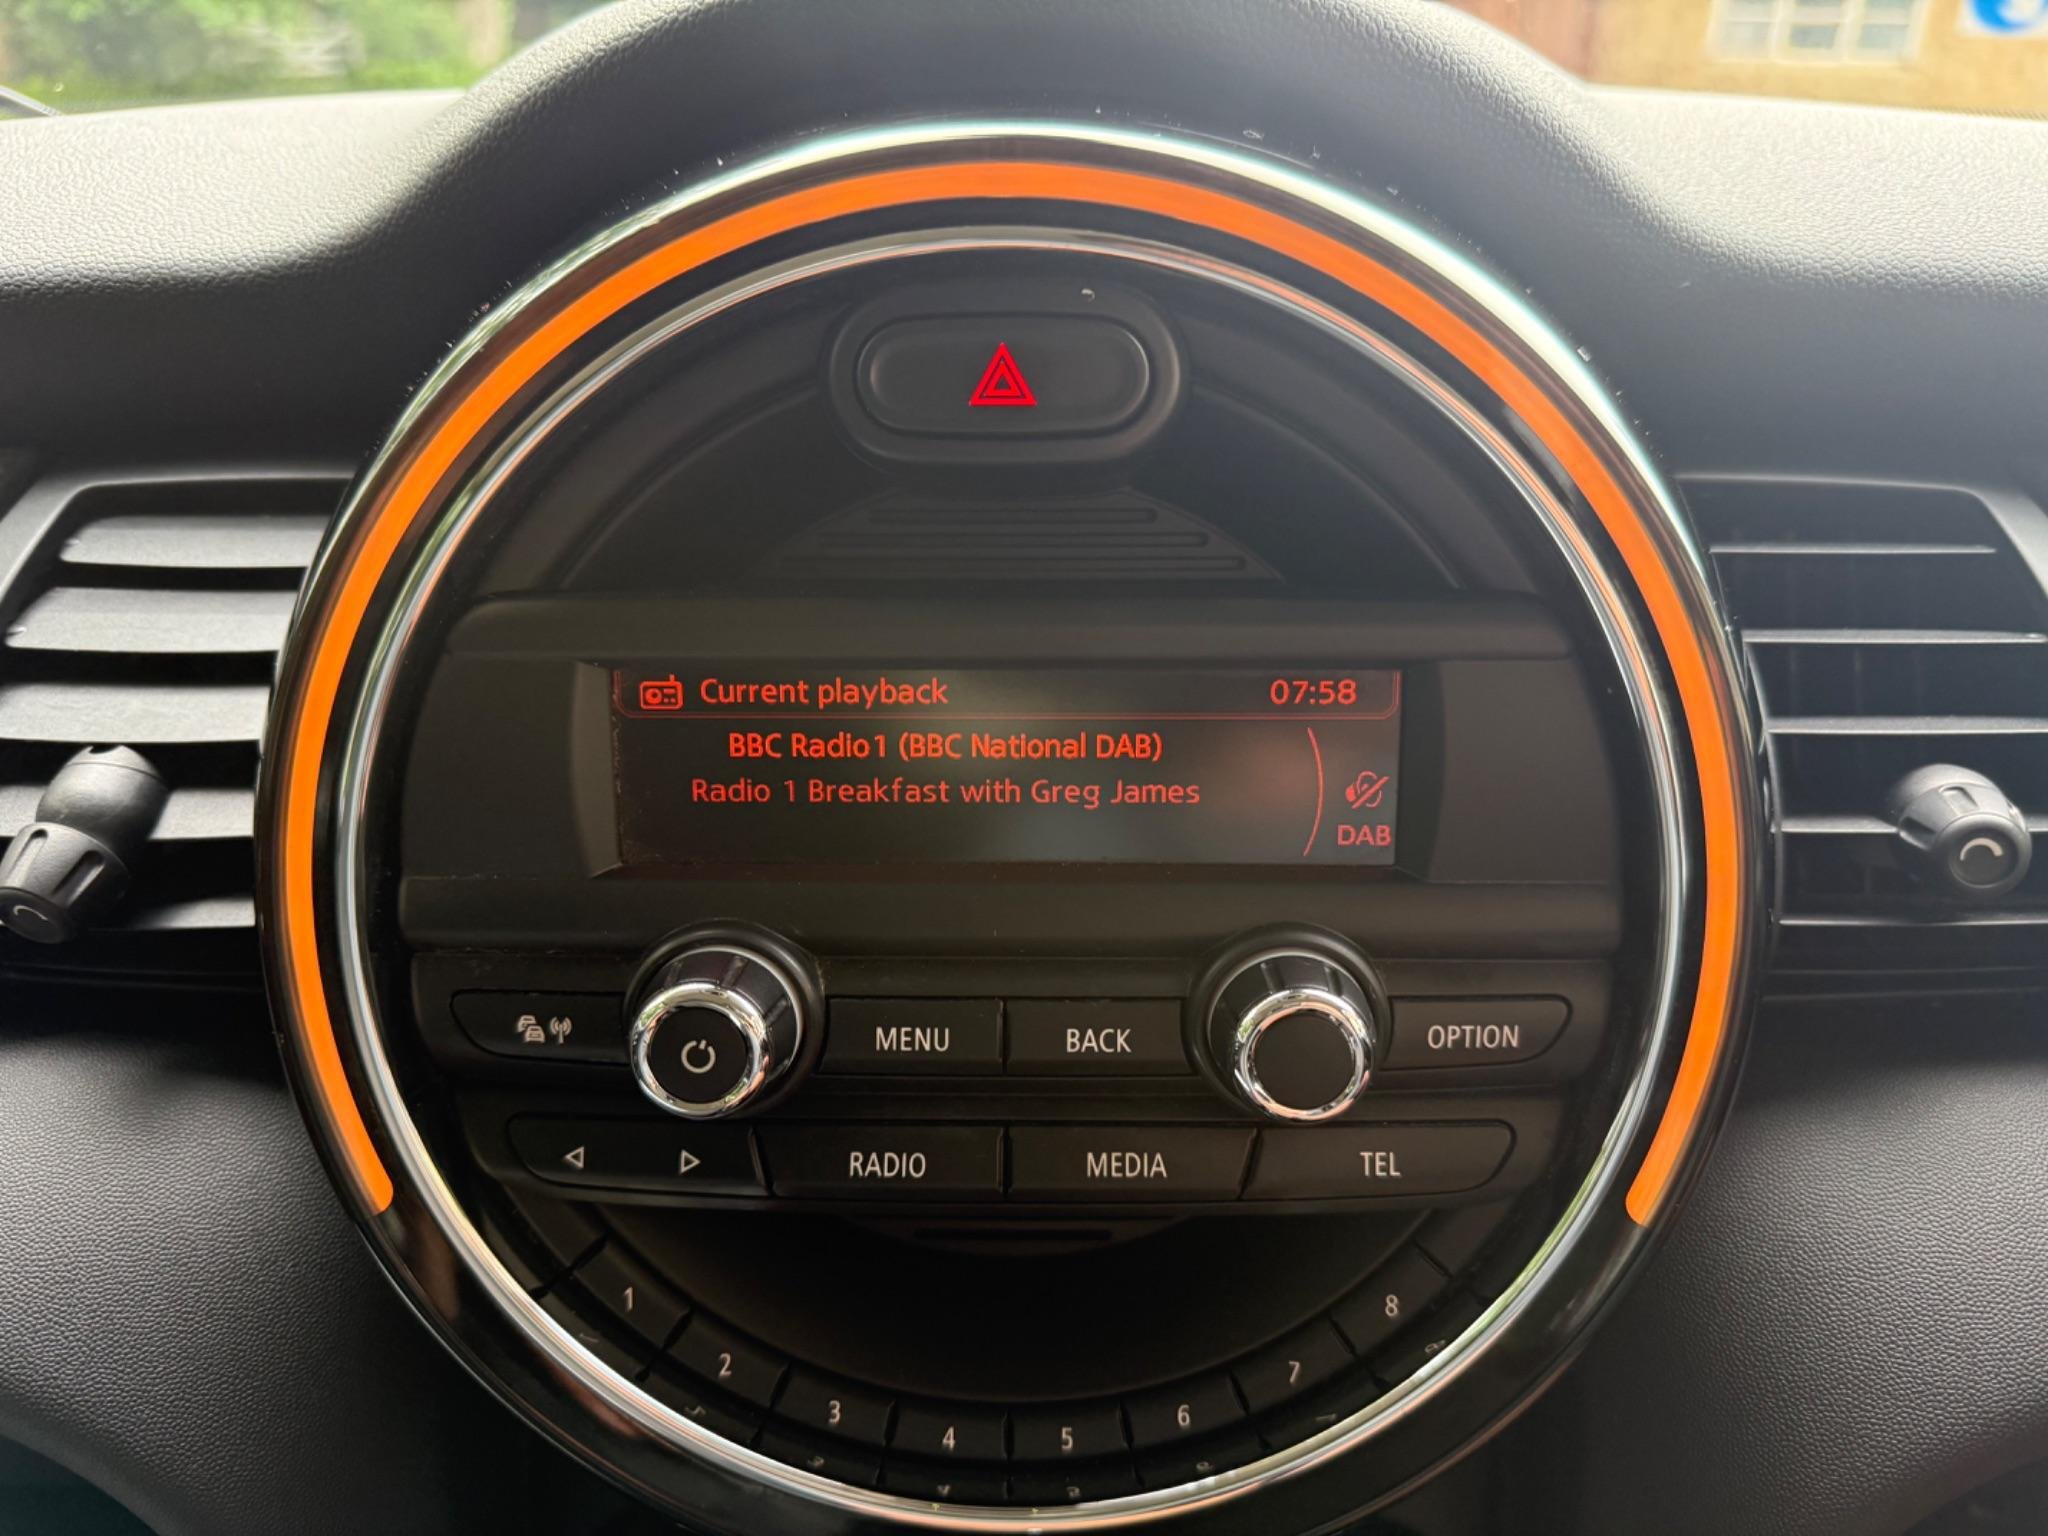 Current playback 07:58
BBC Radio1 (BBC National DAB)
Radio 1 Breakfast with Greg James
DAB
MENU BACK OPTION
RADIO MEDIA TEL
1 2 3 4 5 6 7 8